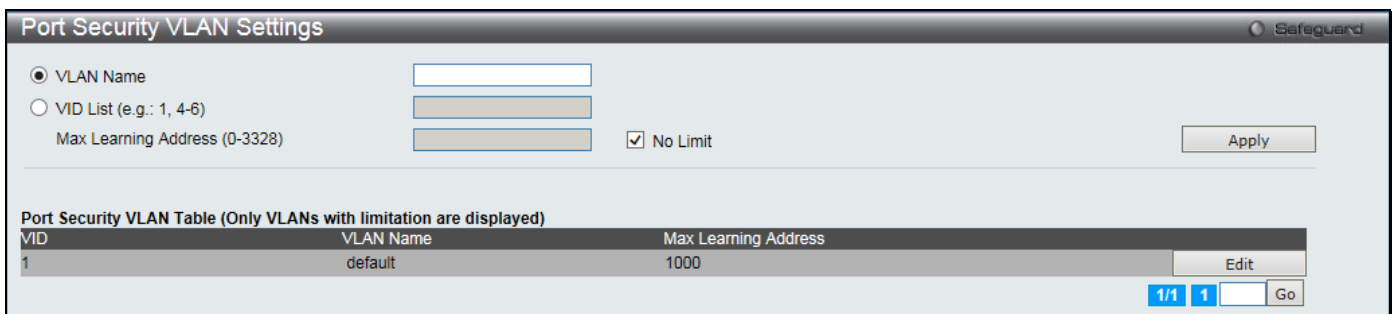 Port Security VLAN Settings
Safeguard
VLAN Name
VID List (e.g.: 1, 4-6)
Max Learning Address (0-3328)
No Limit
Apply
Port Security VLAN Table (Only VLANs with limitation are displayed)
VID VLAN Name Max Learning Address
1 default 1000 Edit
1/1 1 Go